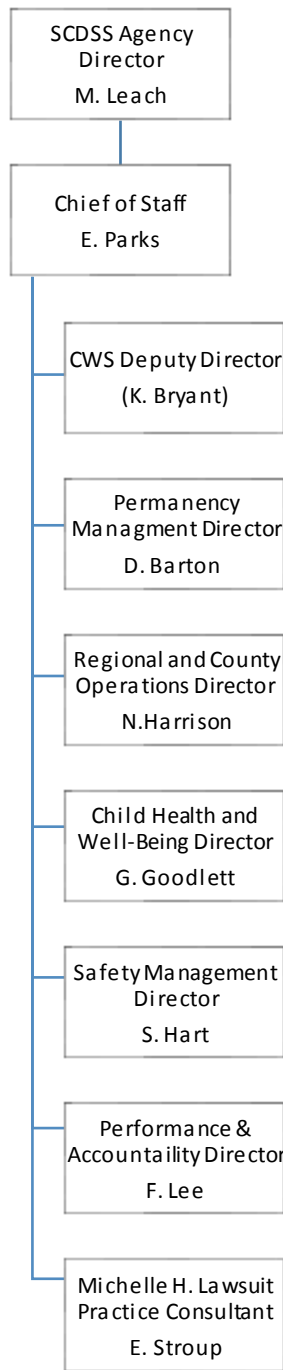 SCDSS Agency
Director
M. Leach
Chief of Staff
E. Parks
CWS Deputy Director
(K. Bryant)
Permanency
Managment Director
D. Barton
Regional and County
Operations Director
N.Harrison
Child Health and
Well-Being Director
G. Goodlett
Safety Management
Director
S. Hart
Performance &
Accountaility Director
F. Lee
Michelle H. Lawsuit
Practice Consultant
E. Stroup